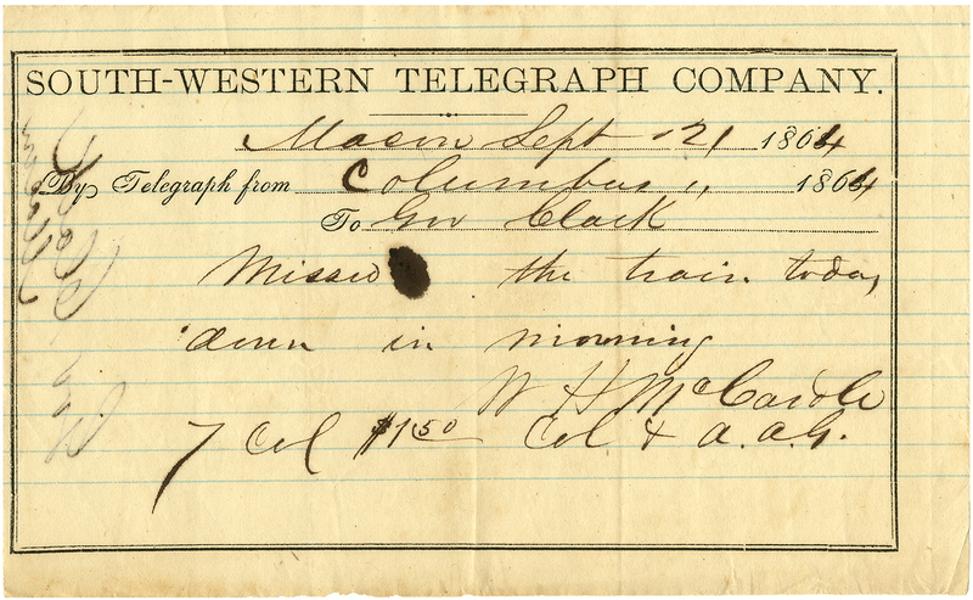 SOUTH-WESTERN TELEGRAPH COMPANY.
Macon Sept 21 1864
By Telegraph from Columbus 1864
To Gov Clark
Missed the train today
down in morning
W H McCardle
7 Col $1.50 Col & A.A.G.